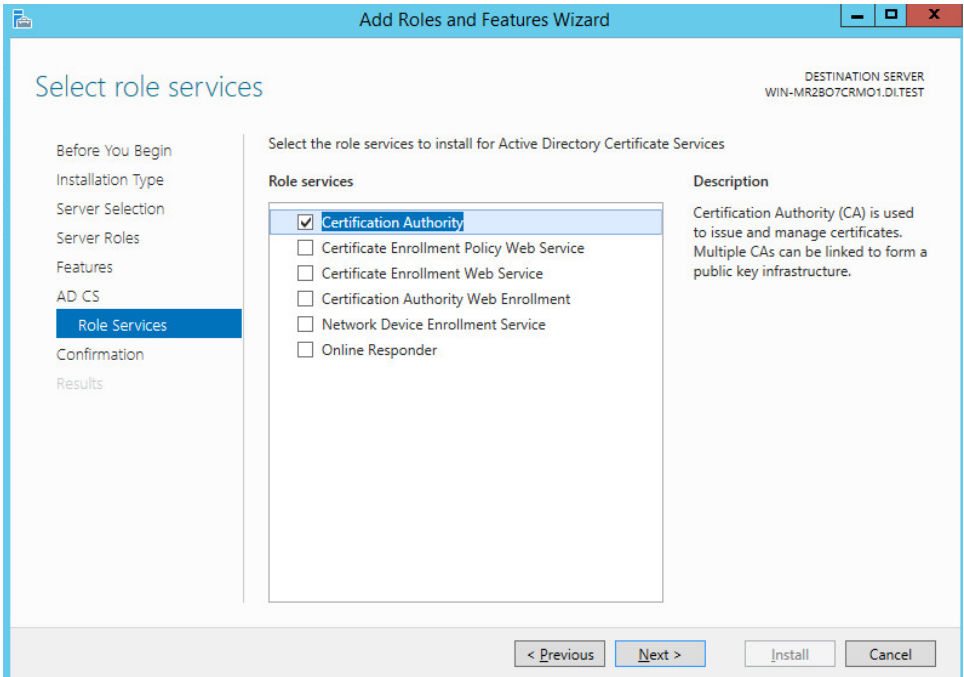 Add Roles and Features Wizard
Select role services
DESTINATION SERVER
WIN-MR2BO7CRMO1.DI.TEST
Before You Begin
Installation Type
Server Selection
Server Roles
Features
AD CS
Role Services
Confirmation
Results
Select the role services to install for Active Directory Certificate Services
Role services
Certification Authority
Certificate Enrollment Policy Web Service
Certificate Enrollment Web Service
Certification Authority Web Enrollment
Network Device Enrollment Service
Online Responder
Description
Certification Authority (CA) is used
to issue and manage certificates.
Multiple CAs can be linked to form a
public key infrastructure.
< Previous
Next >
Install
Cancel